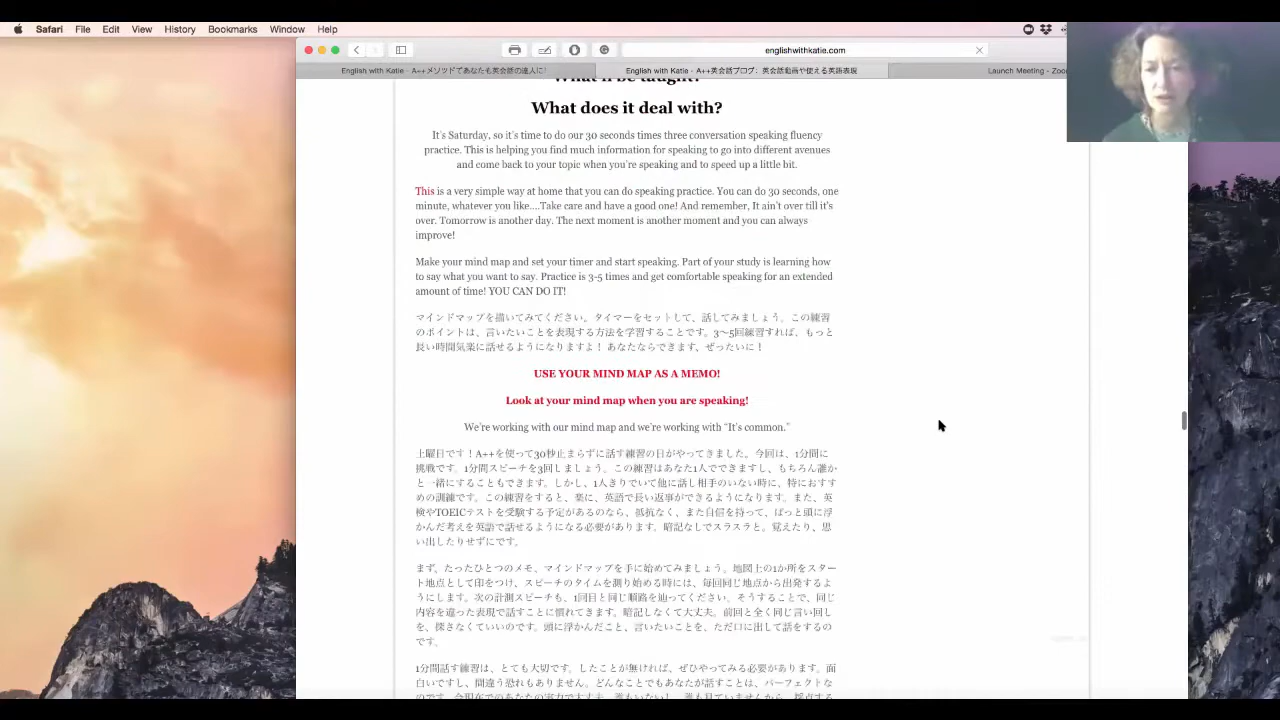 Safari File Edit View History Bookmarks Window Help
englishwithkatie.com
English with Katie - A++メソッドであなたも英会話の達人に!
English with Katie - A++英会話ブログ: 英会話動画や使える英語表現
Launch Meeting - Zoo
What'll be taught?
What does it deal with?
It's Saturday, so it's time to do our 30 seconds times three conversation speaking fluency
practice. This is helping you find much information for speaking to go into different avenues
and come back to your topic when you're speaking and to speed up a little bit.
This is a very simple way at home that you can do speaking practice. You can do 30 seconds, one
minute, whatever you like....Take care and have a good one! And remember, It ain't over till it's
over. Tomorrow is another day. The next moment is another moment and you can always
improve!
Make your mind map and set your timer and start speaking. Part of your study is learning how
to say what you want to say. Practice is 3-5 times and get comfortable speaking for an extended
amount of time! YOU CAN DO IT!
マインドマップを描いてみてください。タイマーをセットして、話してみましょう。この練習
のポイントは、言いたいことを表現する方法を学習することです。3〜5回練習すれば、もっと
長い時間気楽に話せるようになりますよ！ あなたならできます、ぜったいに！
USE YOUR MIND MAP AS A MEMO!
Look at your mind map when you are speaking!
We're working with our mind map and we're working with "It's common."
土曜日です！A++を使って30秒止まらずに話す練習の日がやってきました。今回は、1分間に
挑戦です。1分間スピーチを3回しましょう。この練習はあなた1人でできますし、もちろん誰か
と一緒にすることもできます。しかし、1人きりでいて他に話し相手のいない時に、特におすす
めの訓練です。この練習をすると、楽に、英語で長い返事ができるようになります。また、英
検やTOEICテストを受験する予定があるのなら、抵抗なく、また自信を持って、ぱっと頭に浮
かんだ考えを英語で話せるようになる必要があります。暗記なしでスラスラと。覚えたり、思
い出したりせずにです。
まず、たったひとつのメモ、マインドマップを手に始めてみましょう。地図上の1か所をスター
ト地点として印をつけ、スピーチのタイムを測り始める時には、毎回同じ地点から出発するよ
うにします。次の計測スピーチも、1回目と同じ順路を辿ってください。そうすることで、同じ
内容を違った表現で話すことに慣れてきます。暗記しなくて大丈夫。前回と全く同じ言い回し
を、探さなくていいのです。頭に浮かんだこと、言いたいことを、ただ口に出して話をするの
です。
1分間話す練習は、とても大切です。したことが無ければ、ぜひやってみる必要があります。面
白いですし、間違う恐れもありません。どんなことでもあなたが話すことは、パーフェクトな